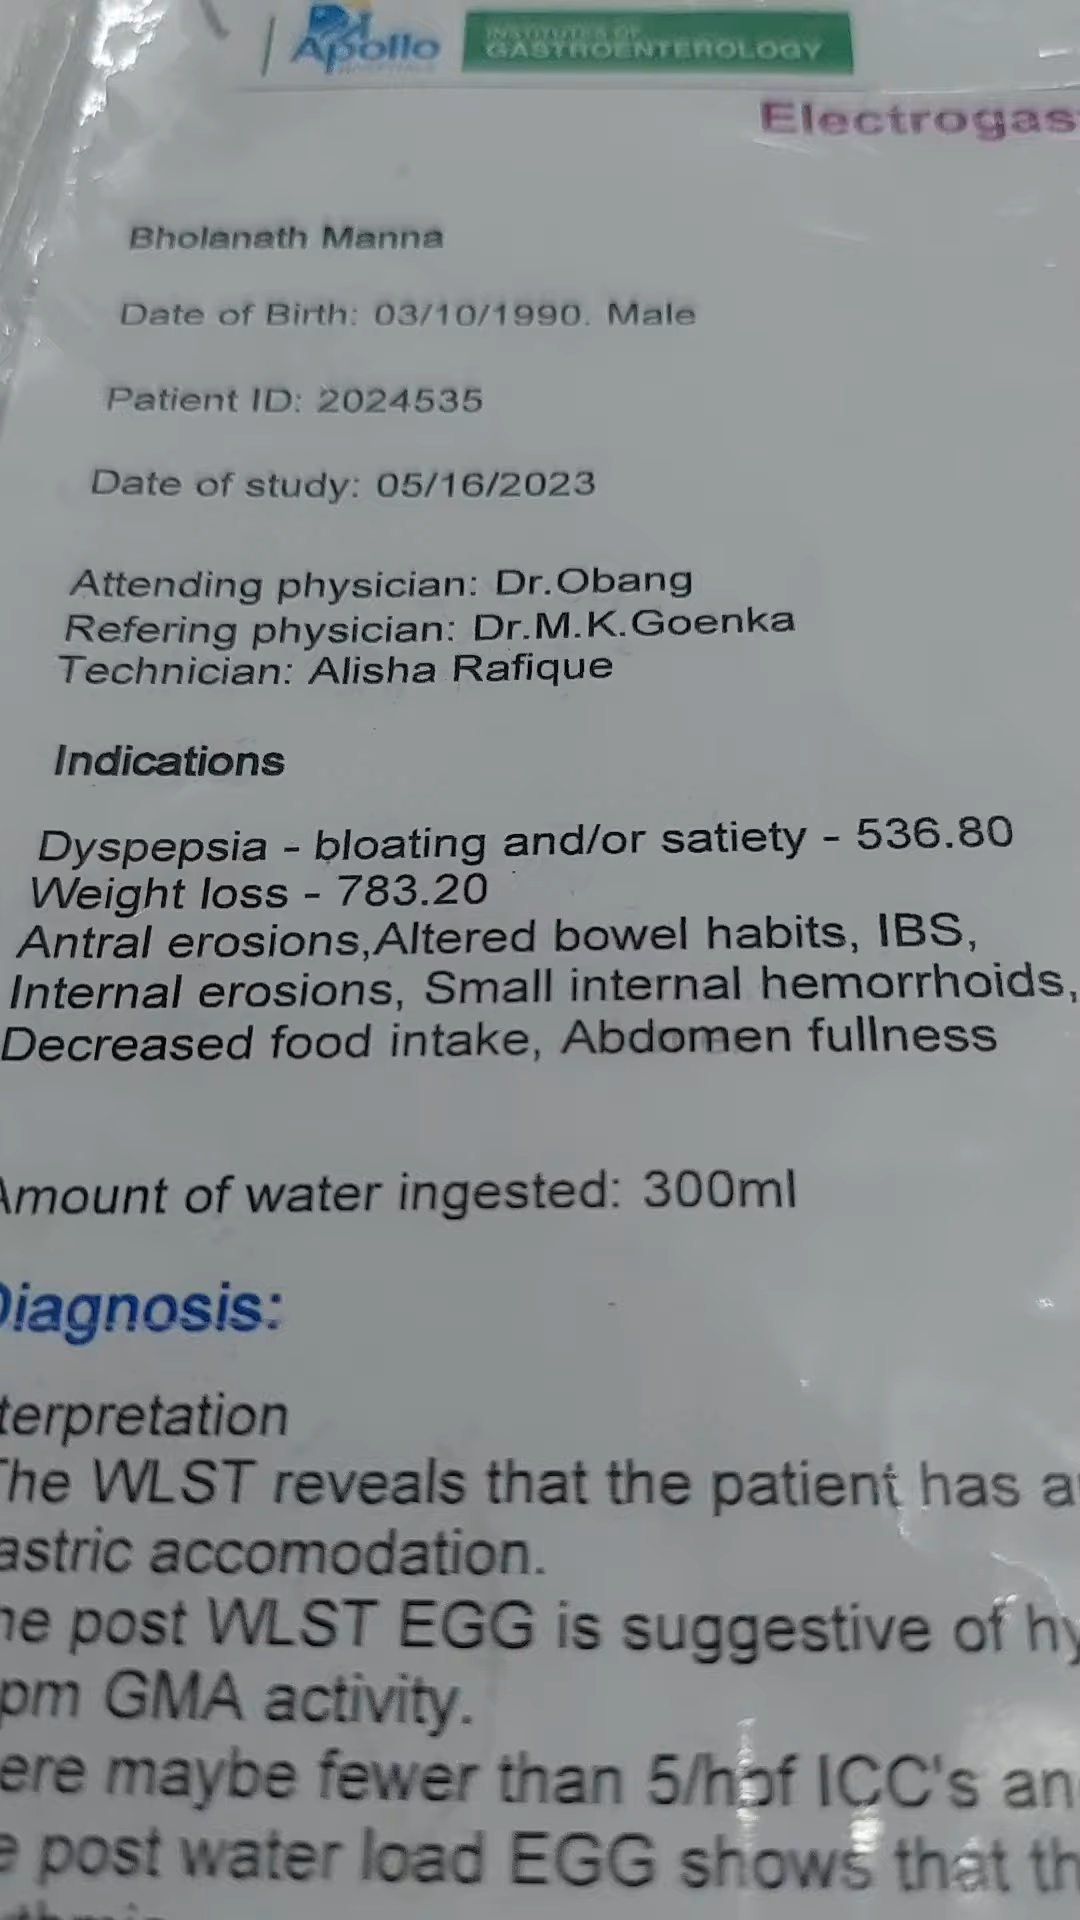 Apollo
HOSPITALS
INSTITUTES OF
GASTROENTEROLOGY
Electrogas
Bholanath Manna
Date of Birth: 03/10/1990. Male
Patient ID: 2024535
Date of study: 05/16/2023
Attending physician: Dr.Obang
Refering physician: Dr.M.K.Goenka
Technician: Alisha Rafique
Indications
Dyspepsia - bloating and/or satiety - 536.80
Weight loss - 783.20
Antral erosions,Altered bowel habits, IBS,
Internal erosions, Small internal hemorrhoids,
Decreased food intake, Abdomen fullness
Amount of water ingested: 300ml
Diagnosis:
terpretation
The WLST reveals that the patient has a
astric accomodation.
he post WLST EGG is suggestive of hy
pm GMA activity.
ere maybe fewer than 5/hpf ICC's an
e post water load EGG shows that th